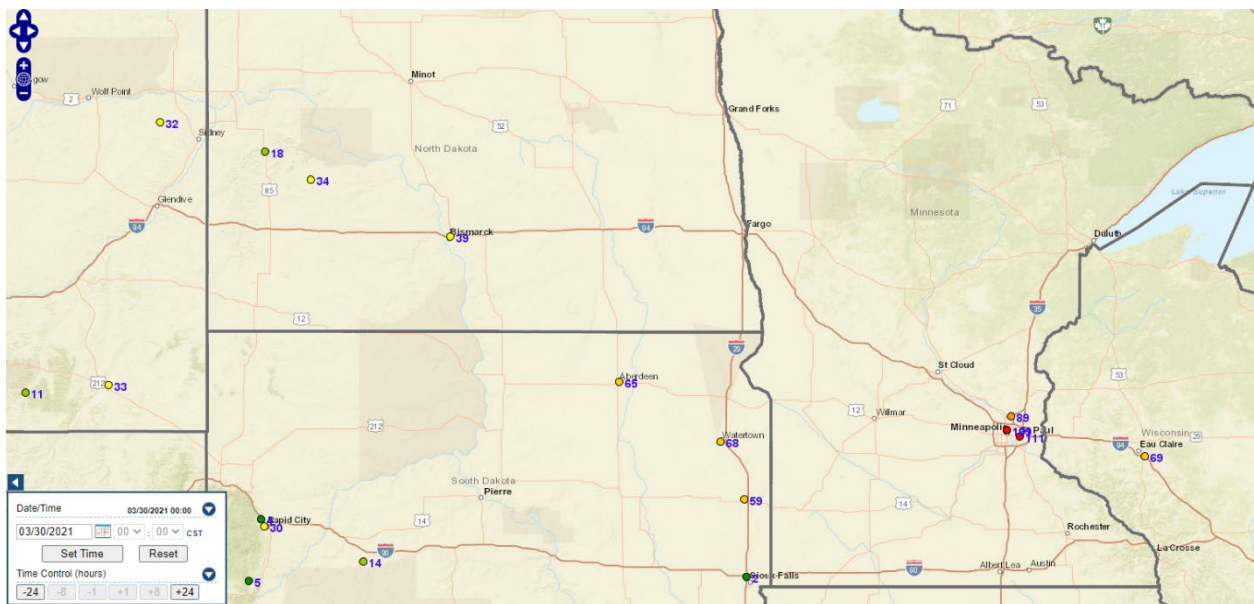 Minot
gow
Wolf Point
2
32
Sidney
52
71
53
11
Grand Forks
18
North Dakota
34
85
Lake Superior
Glendive
94
Minnesota
Bismarck
39
94
Fargo
Duluth
12
35
29
St Cloud
53
11
212
33
Aberdeen
65
12
Willmar
89
212
Watertown
68
Minneapolis
St Paul
111
Wisconsin
29
94
Eau Claire
69
South Dakota
Pierre
59
14
14
Rapid City
30
90
14
Rochester
La Crosse
5
Sioux Falls
2
90
Albert Lea
Austin
Date/Time
03/30/2021 00:00
03/30/2021 00 : 00 CST
Set Time Reset
Time Control (hours)
-24 -8 -1 +1 +8 +24